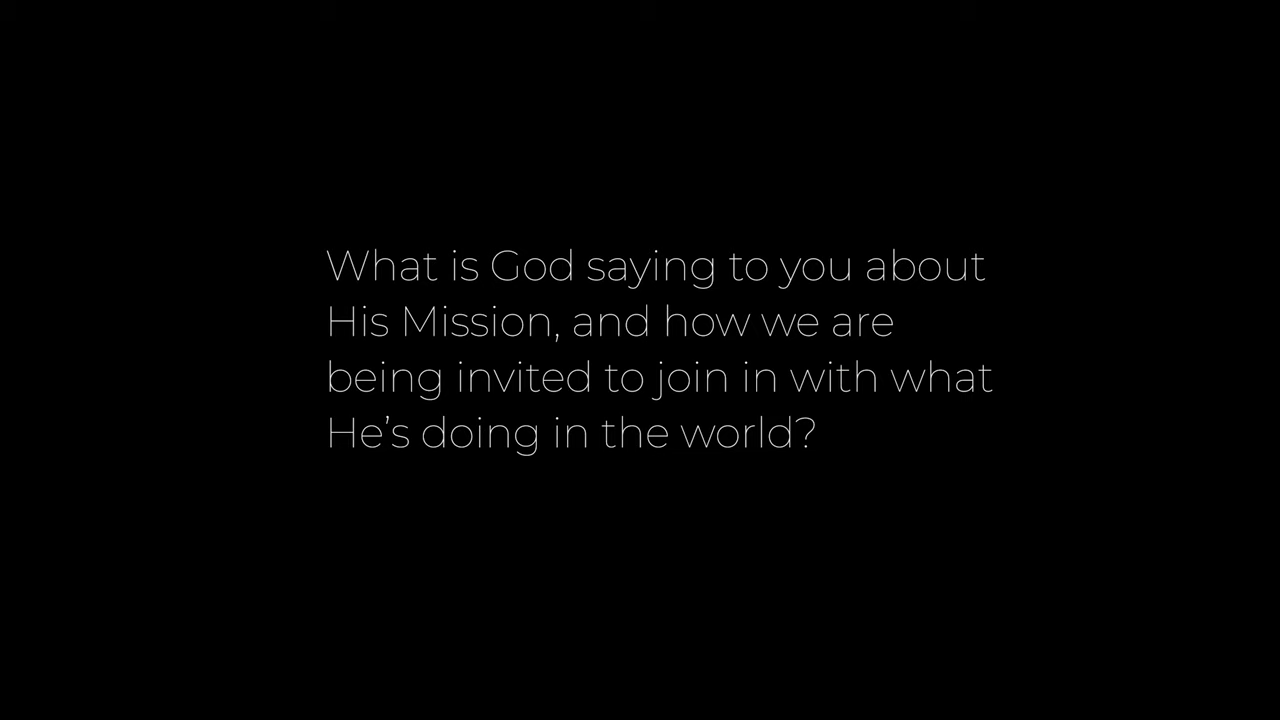 What is God saying to you about
His Mission, and how we are
being invited to join in with what
He’s doing in the world?